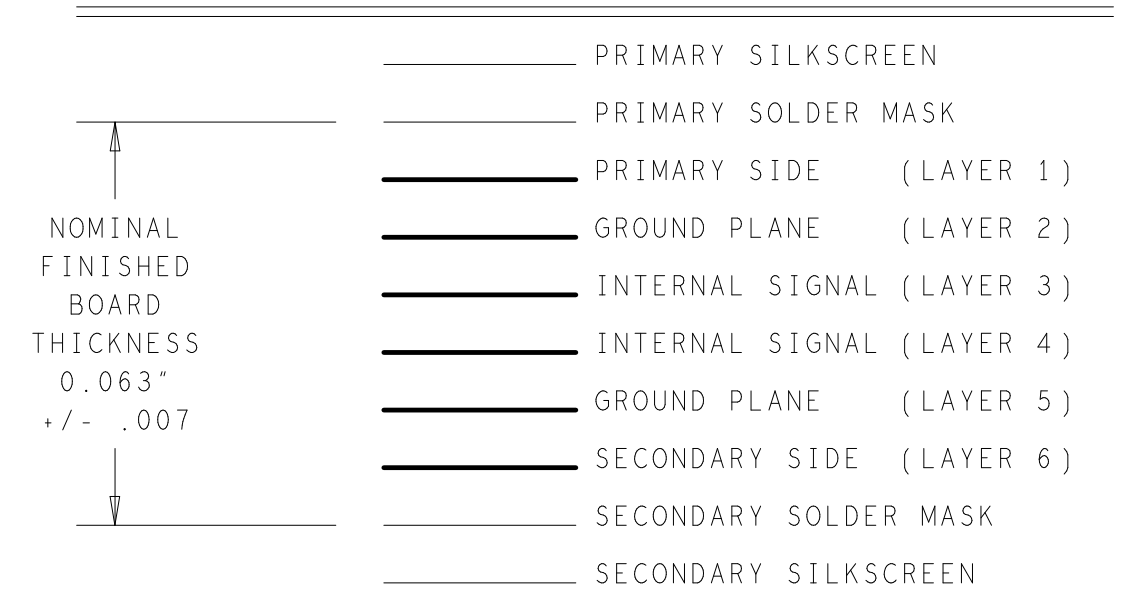 PRIMARY SILKSCREEN
PRIMARY SOLDER MASK
PRIMARY SIDE (LAYER 1)
GROUND PLANE (LAYER 2)
INTERNAL SIGNAL (LAYER 3)
INTERNAL SIGNAL (LAYER 4)
GROUND PLANE (LAYER 5)
SECONDARY SIDE (LAYER 6)
SECONDARY SOLDER MASK
SECONDARY SILKSCREEN
NOMINAL
FINISHED
BOARD
THICKNESS
0.063"
+/- .007